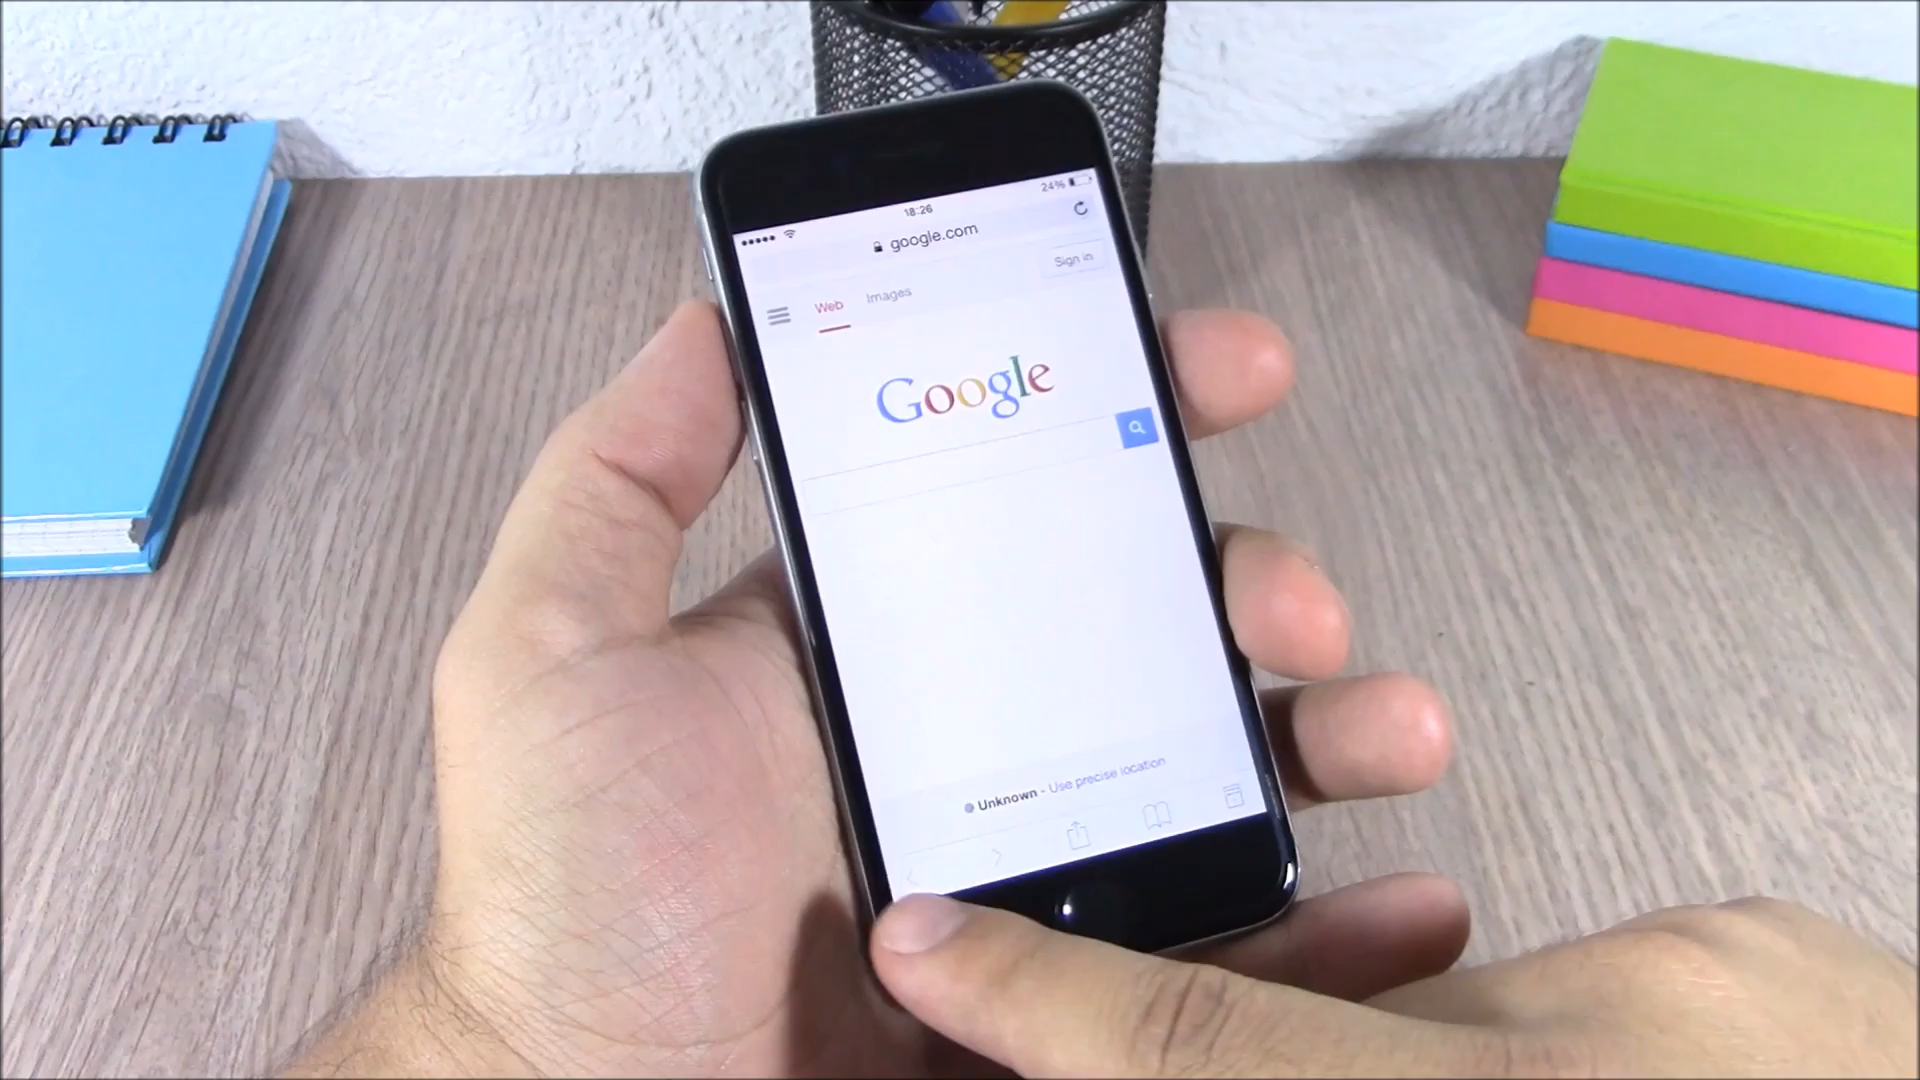 24%
18:26
google.com
Sign in
Web Images
Google
Unknown - Use precise location